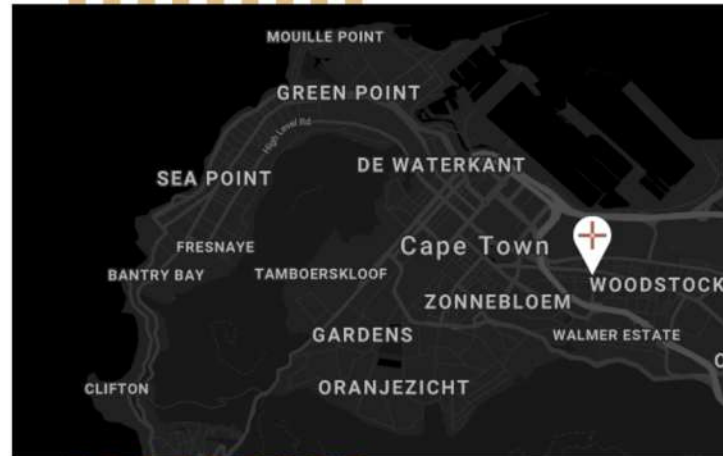 MOUILLE POINT
GREEN POINT
High Level Rd
DE WATERKANT
SEA POINT
Cape Town
FRESNAYE
BANTRY BAY
TAMBOERSKLOOF
WOODSTOCK
ZONNEBLOEM
GARDENS
WALMER ESTATE
CLIFTON
ORANJEZICHT